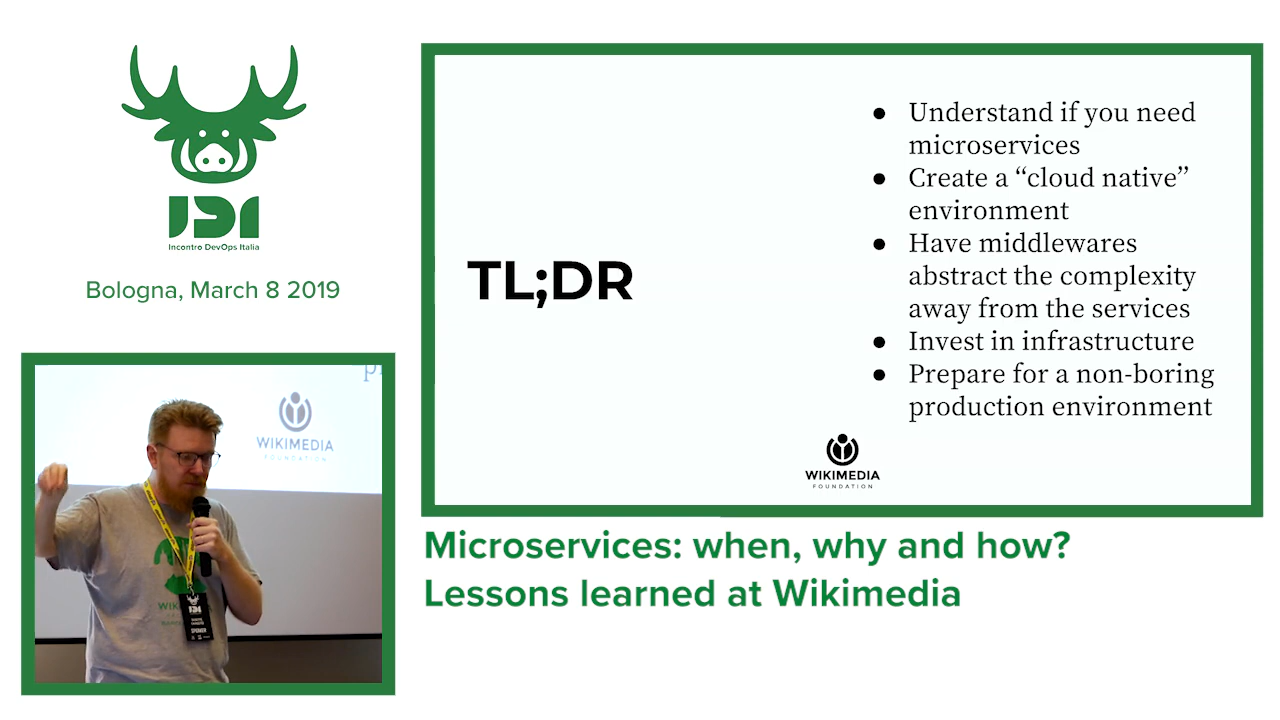 JDI
Incontro DevOps Italia
Bologna, March 8 2019
TL;DR
● Understand if you need
microservices
● Create a “cloud native”
environment
● Have middlewares
abstract the complexity
away from the services
● Invest in infrastructure
● Prepare for a non-boring
production environment
WIKIMEDIA
FOUNDATION
WIKIMEDIA
FOUNDATION
Microservices: when, why and how?
Lessons learned at Wikimedia